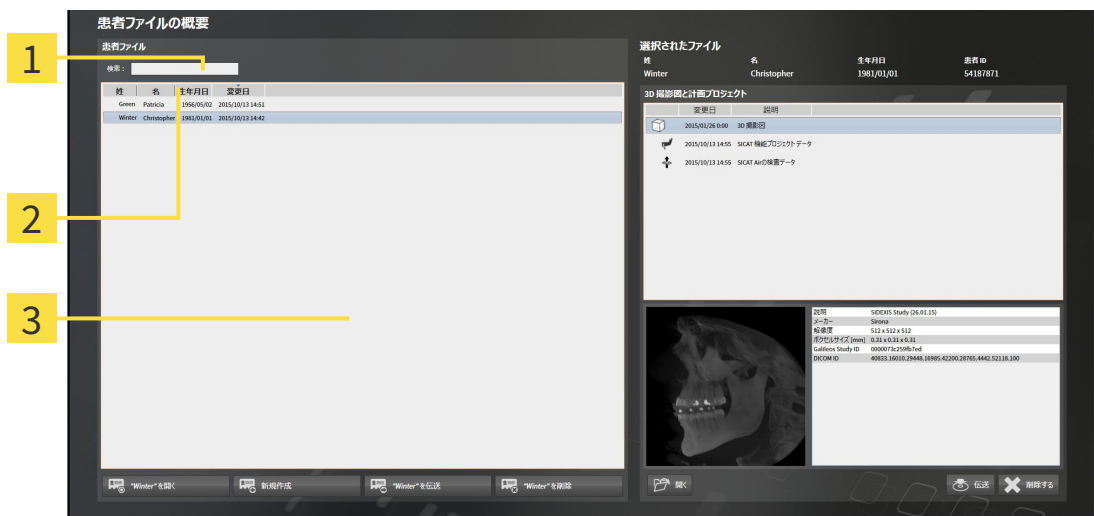 患者ファイルの概要
1
2
3
患者ファイル
検索：
姓 名 生年月日 変更日
Green Patricia 1956/05/02 2015/10/13 14:51
Winter Christopher 1981/01/01 2015/10/13 14:42
"Winter"を開く
新規作成
"Winter"を伝送
"Winter"を削除
選択されたファイル
姓 名 生年月日 患者 ID
Winter Christopher 1981/01/01 54187871
3D 撮影図と計画プロジェクト
変更日 説明
2015/01/26 0:00 3D 撮影図
2015/10/13 14:55 SICAT 機能プロジェクト データ
2015/10/13 14:55 SICAT Airの検査データ
説明 SIDEXIS Study (26.01.15)
メーカー Sirona
解像度 512 x 512 x 512
ボクセルサイズ [mm] 0.31 x 0.31 x 0.31
Galileos Study ID 0000073c259fb7ed
DICOM ID 40833.16010.29448.16985.42200.28765.4442.52118.100
開く
伝送
削除する